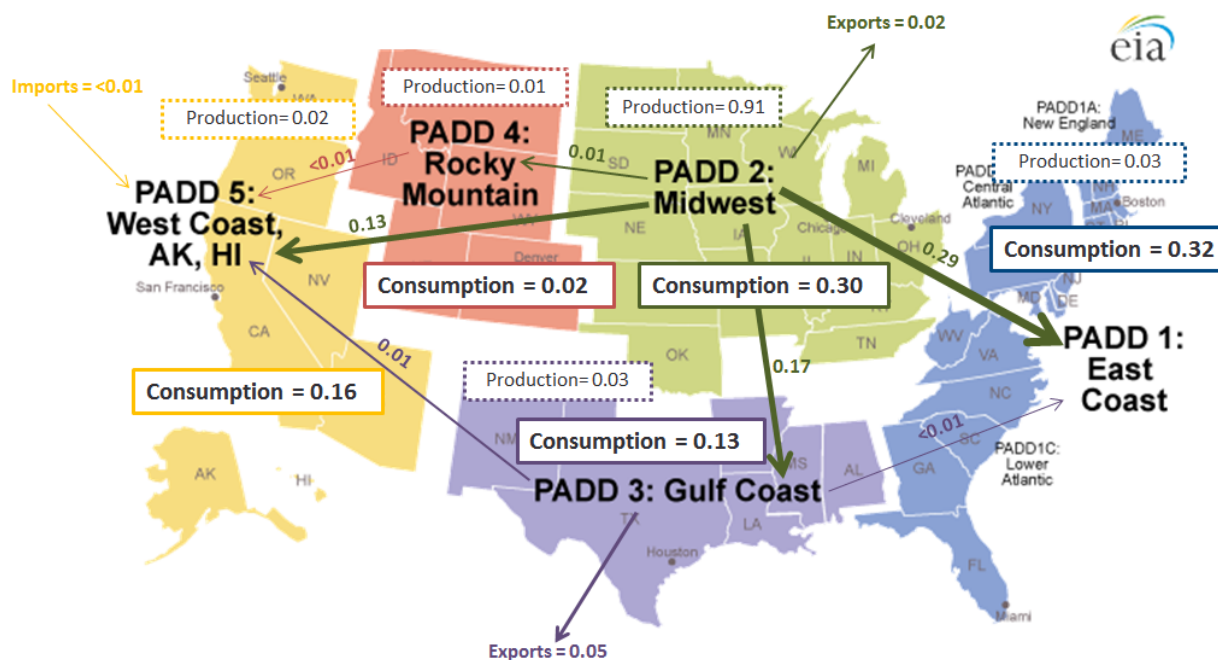 Exports = 0.02
eia
Imports = <0.01
Seattle
WA
Production= 0.02
Production= 0.01
Production= 0.91
PADD1A:
New England
ME
Production= 0.03
PADD 4:
Rocky
Mountain
<0.01
0.01
OR
ID
SD
MN
WI
MI
PADD 2:
Midwest
PADD 5:
West Coast,
AK, HI
0.13
Central
Atlantic
NY
NH
MA
Boston
NE
IA
Chicago
Cleveland
IN
OH
0.29
Consumption = 0.32
NJ
MD
DE
San Francisco
NV
Denver
Consumption = 0.02
Consumption = 0.30
CA
WV
VA
PADD 1:
East
Coast
OK
TN
0.17
0.01
Consumption = 0.16
Production= 0.03
NC
Consumption = 0.13
<0.01
NM
MS
AL
SC
GA
PADD1C:
Lower
Atlantic
AK
HI
PADD 3: Gulf Coast
TX
LA
Houston
FL
Miami
Exports = 0.05